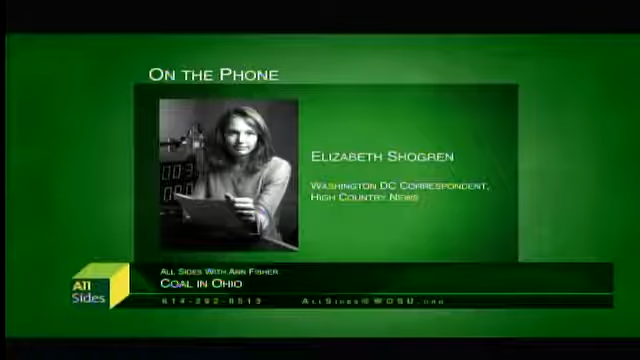 ON THE PHONE
ELIZABETH SHOGREN
WASHINGTON DC CORRESPONDENT,
HIGH COUNTRY NEWS
ALL SIDES WITH ANN FISHER
COAL IN OHIO
All
Sides
614-292-8513 ALLSIDES@WOSU.ORG